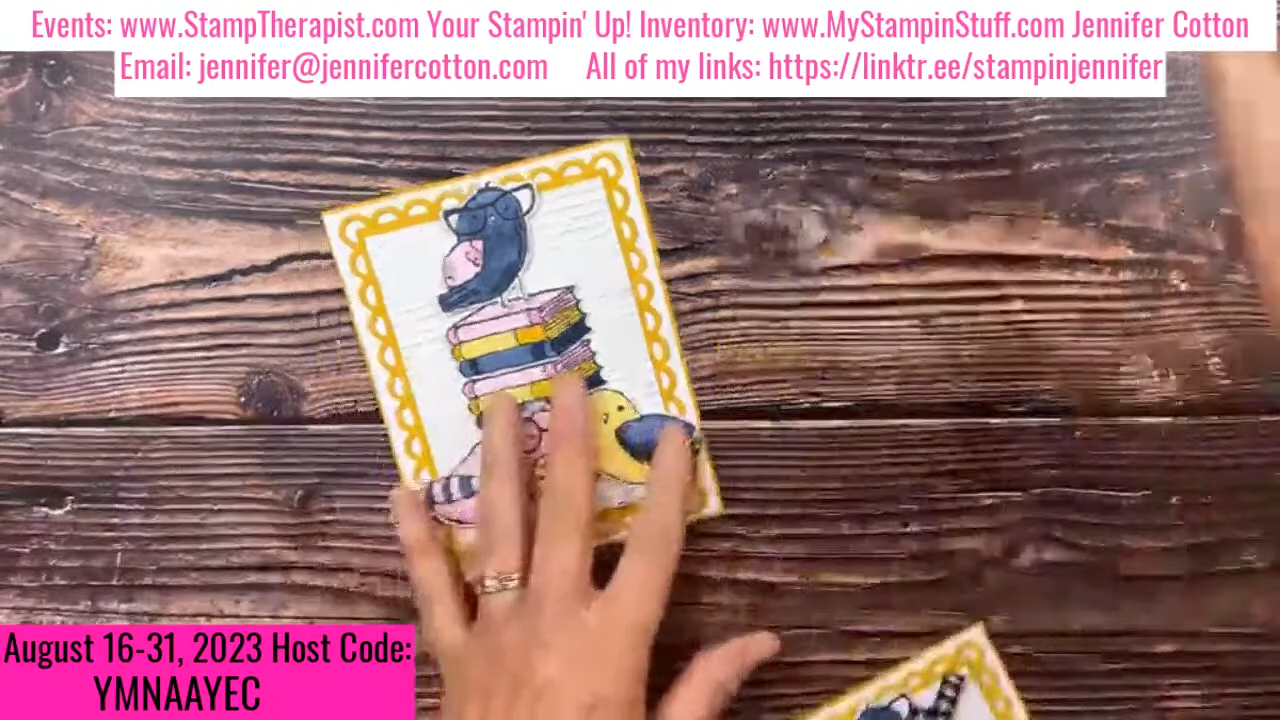 Events: www.StampTherapist.com Your Stampin' Up! Inventory: www.MyStampinStuff.com Jennifer Cotton
Email: jennifer@jennifercotton.com All of my links: https://linktr.ee/stampinjennifer
August 16-31, 2023 Host Code:
YMNAAYEC